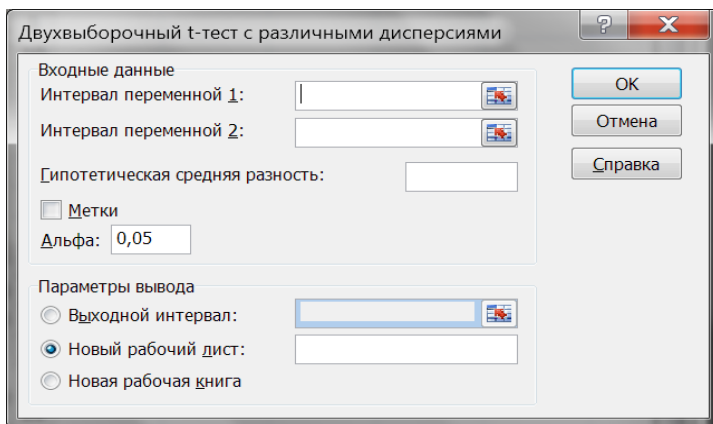 Двухвыборочный t-тест с различными дисперсиями
Входные данные
Интервал переменной 1:
Интервал переменной 2:
Гипотетическая средняя разность:
Метки
Альфа: 0,05
ОК
Отмена
Справка
Параметры вывода
Выходной интервал:
Новый рабочий лист:
Новая рабочая книга